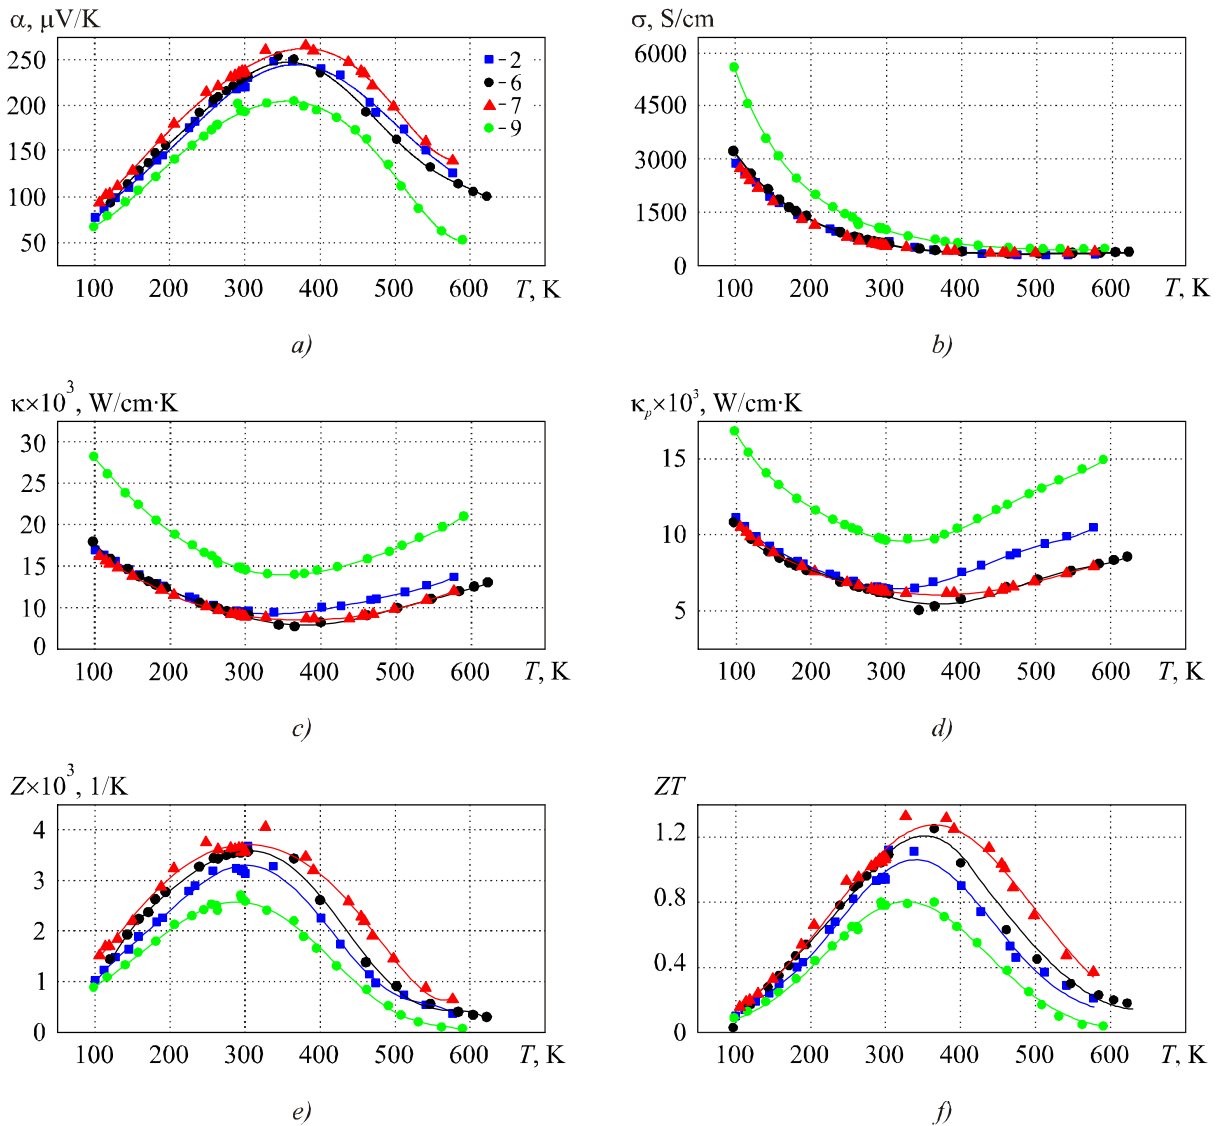 α, μV/K
250
200
150
100
50
2
6
7
9
100 200 300 400 500 600 T, K
a)
σ, S/cm
6000
4500
3000
1500
0
100 200 300 400 500 600 T, K
b)
κ×10³, W/cm·K
30
25
20
15
10
0
100 200 300 400 500 600 T, K
c)
κₚ×10³, W/cm·K
15
10
5
100 200 300 400 500 600 T, K
d)
Z×10³, 1/K
4
3
2
1
0
100 200 300 400 500 600 T, K
e)
ZT
1.2
0.8
0.4
0
100 200 300 400 500 600 T, K
f)